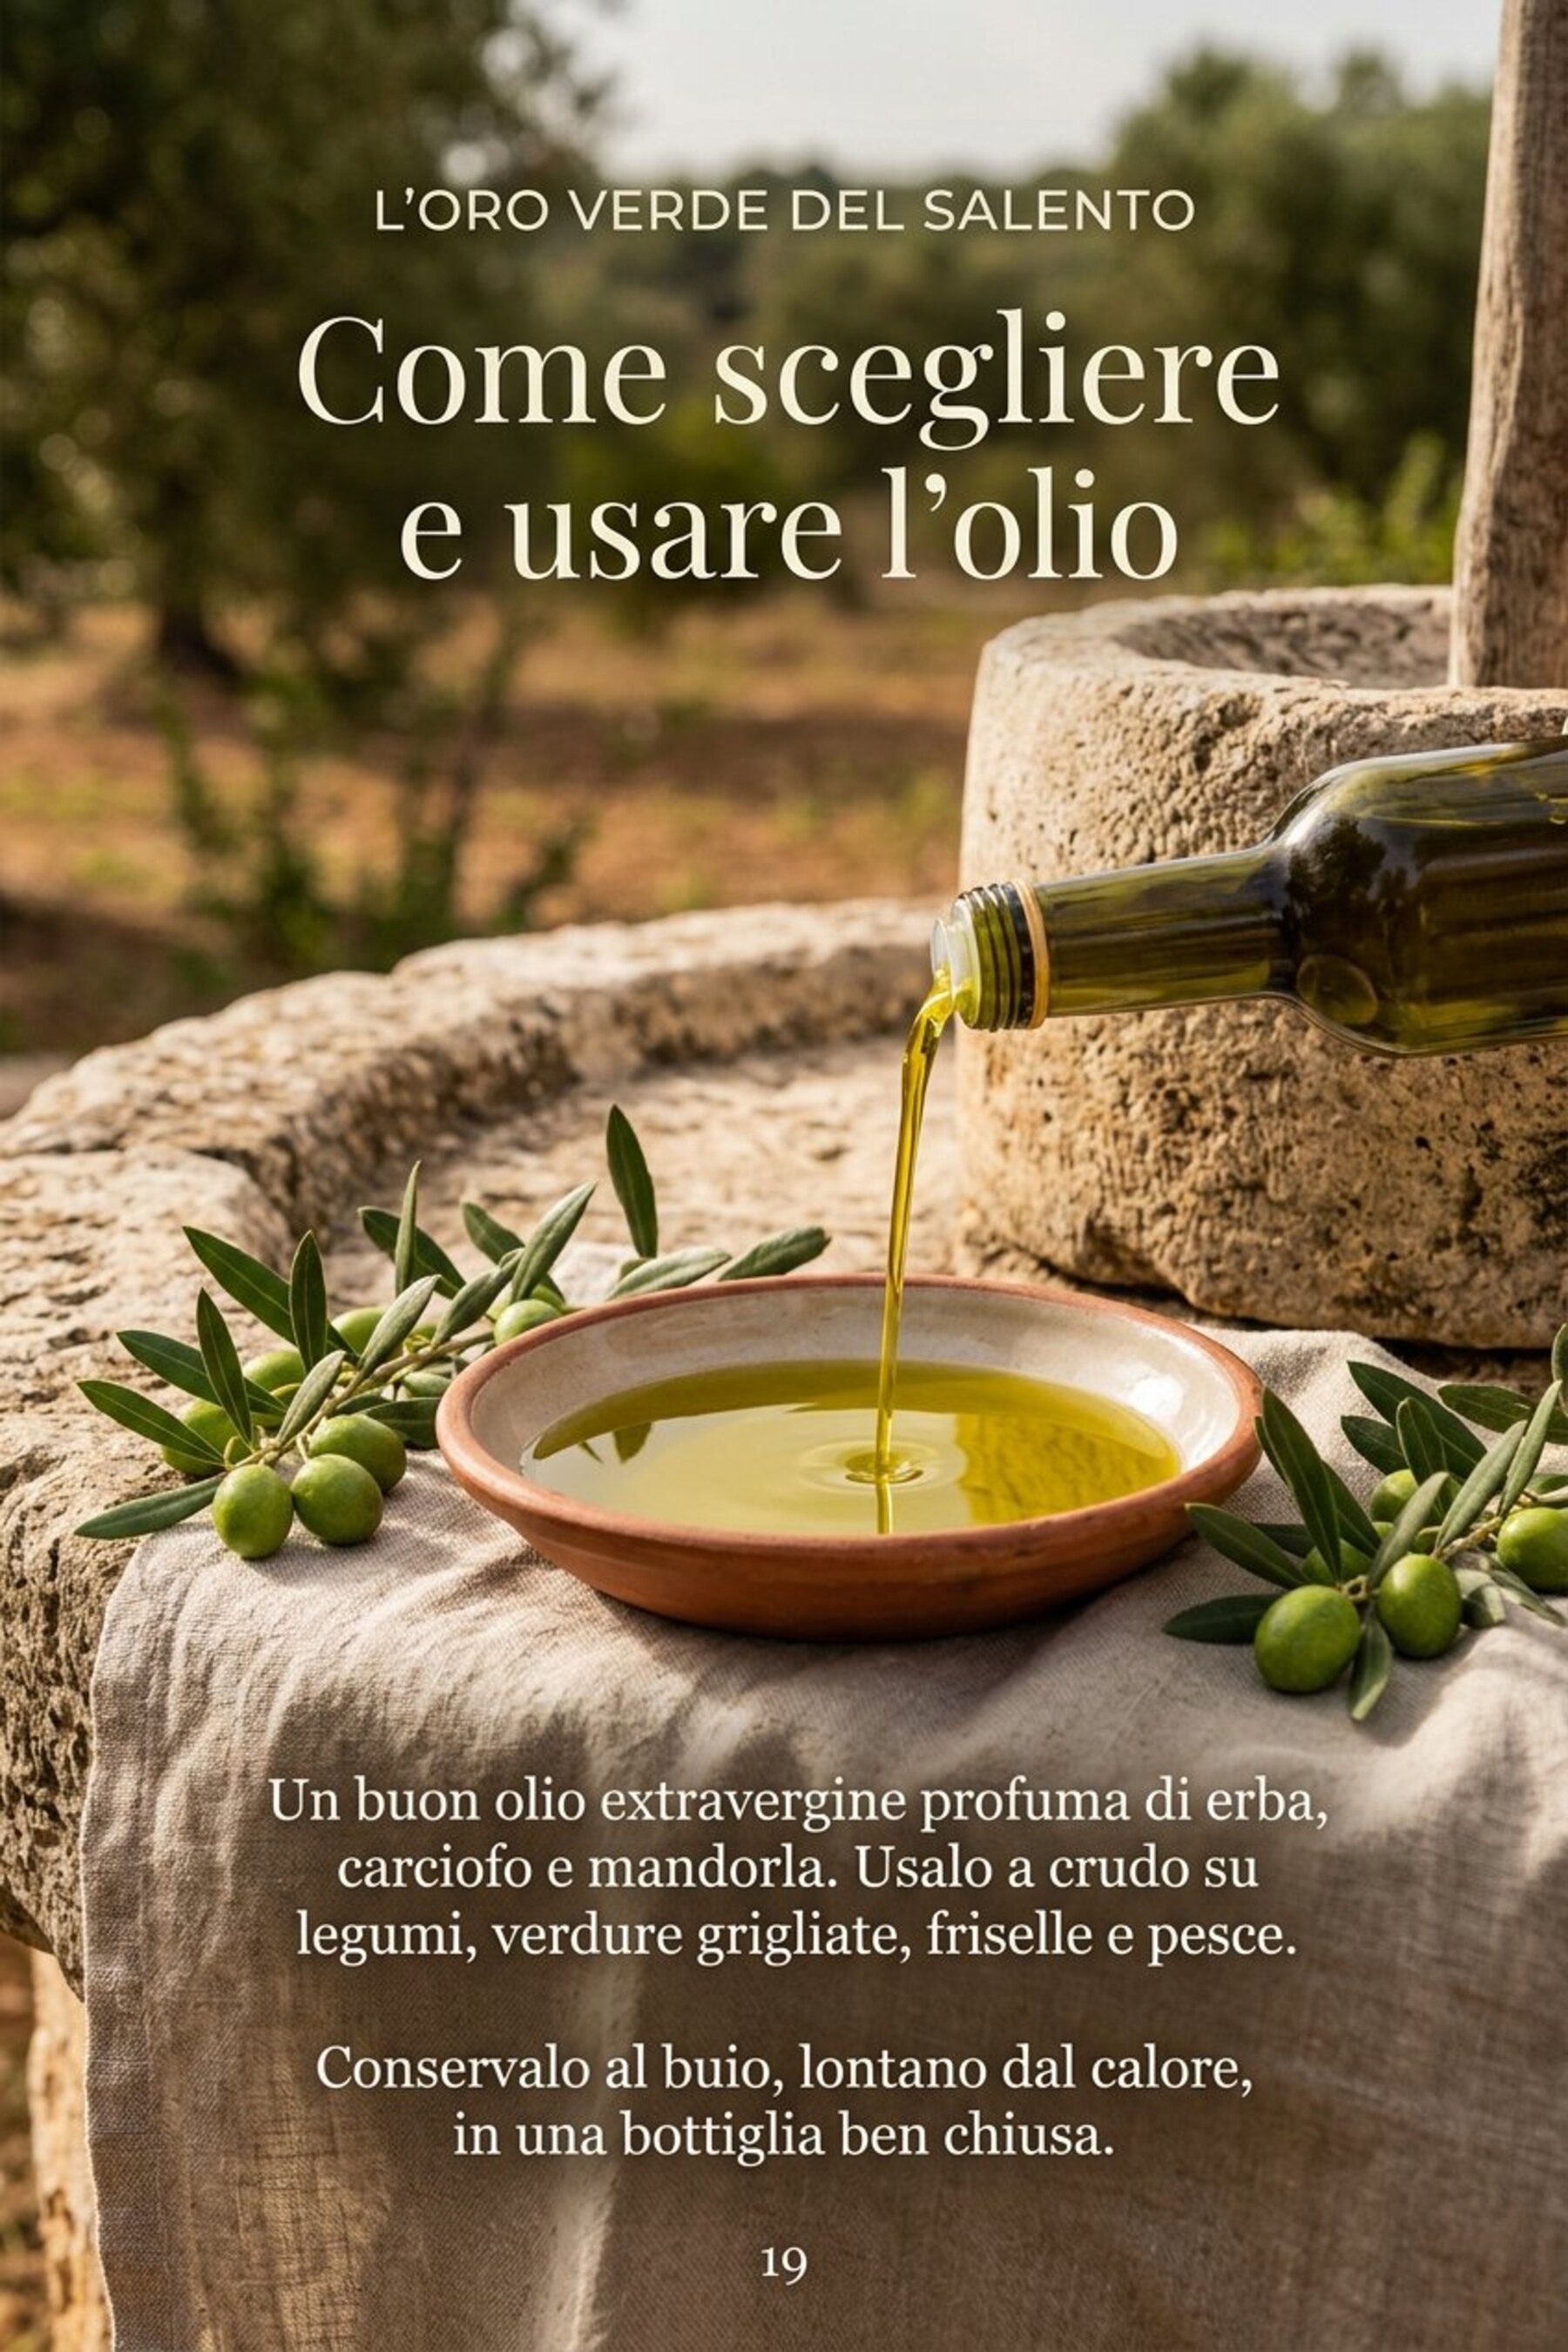 L’ORO VERDE DEL SALENTO
Come scegliere
e usare l’olio
Un buon olio extravergine profuma di erba,
carciofo e mandorla. Usalo a crudo su
legumi, verdure grigliate, friselle e pesce.
Conservalo al buio, lontano dal calore,
in una bottiglia ben chiusa.
19